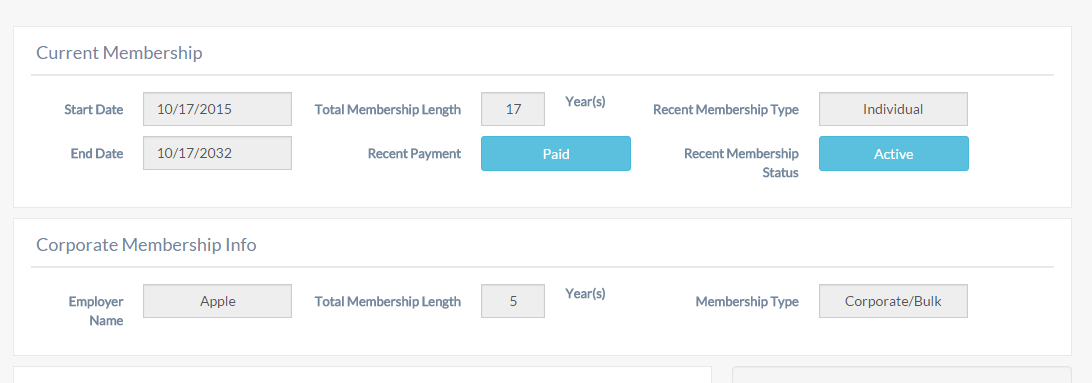 Current Membership
Start Date 10/17/2015 Total Membership Length 17 Year(s) Recent Membership Type Individual
End Date 10/17/2032 Recent Payment Paid Recent Membership Status Active
Corporate Membership Info
Employer Name Apple Total Membership Length 5 Year(s) Membership Type Corporate/Bulk